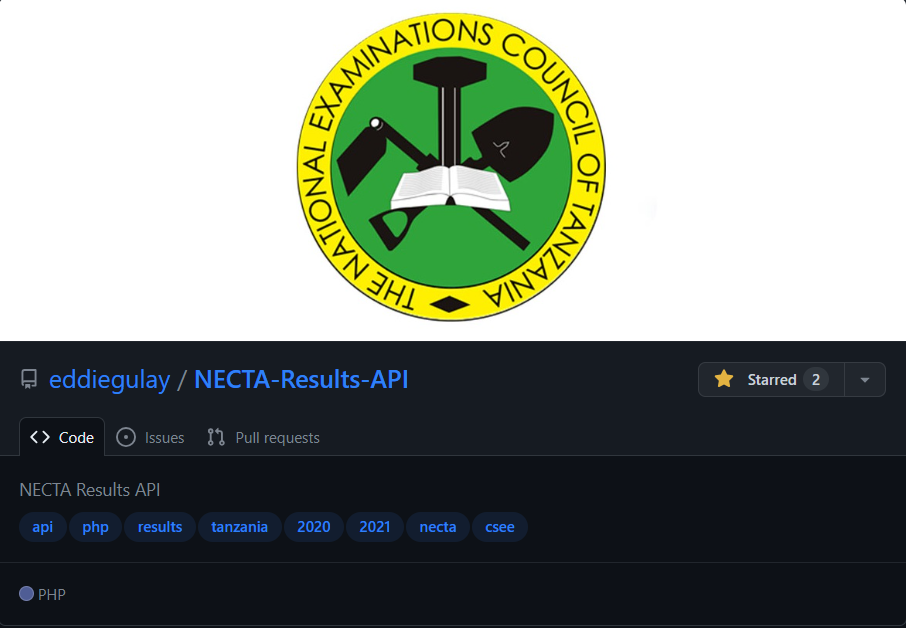 THE NATIONAL EXAMINATIONS COUNCIL OF TANZANIA
eddiegulay / NECTA-Results-API
Starred 2
Code Issues Pull requests
NECTA Results API
api php results tanzania 2020 2021 necta csee
PHP